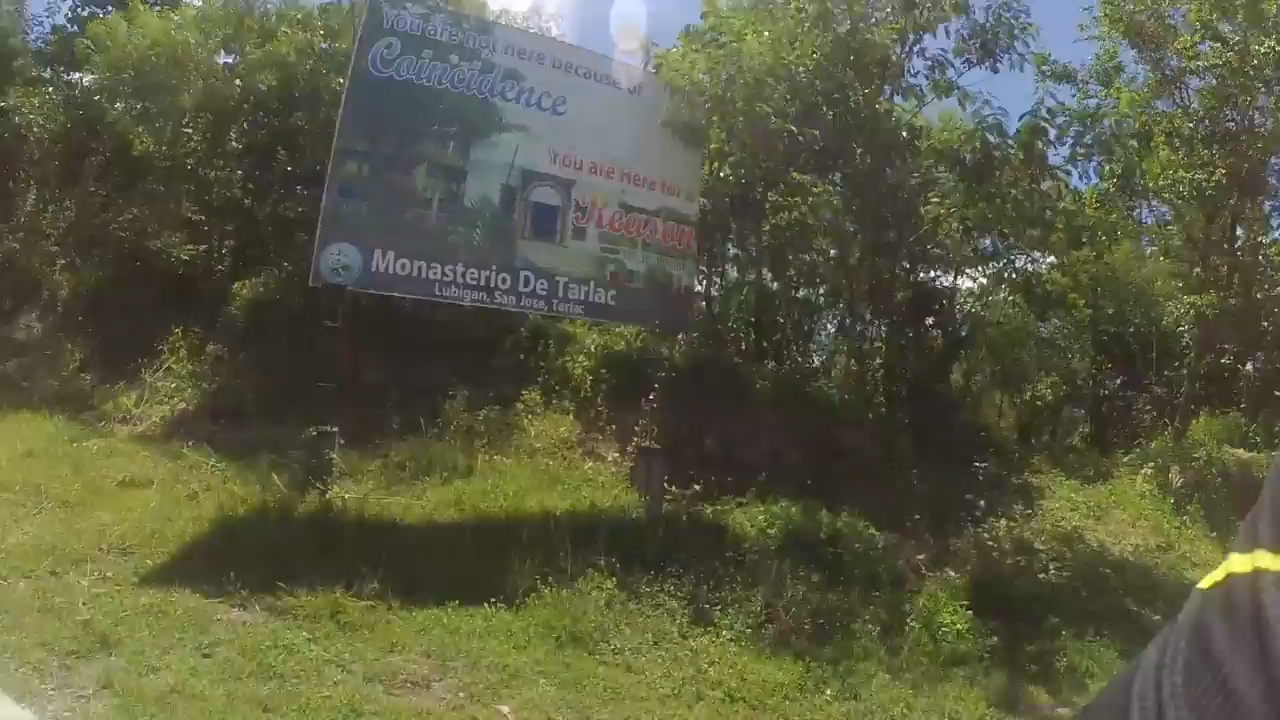 You are not here because of
Coincidence
You are Here for a
Reason
Monasterio De Tarlac
Lubigan, San Jose, Tarlac